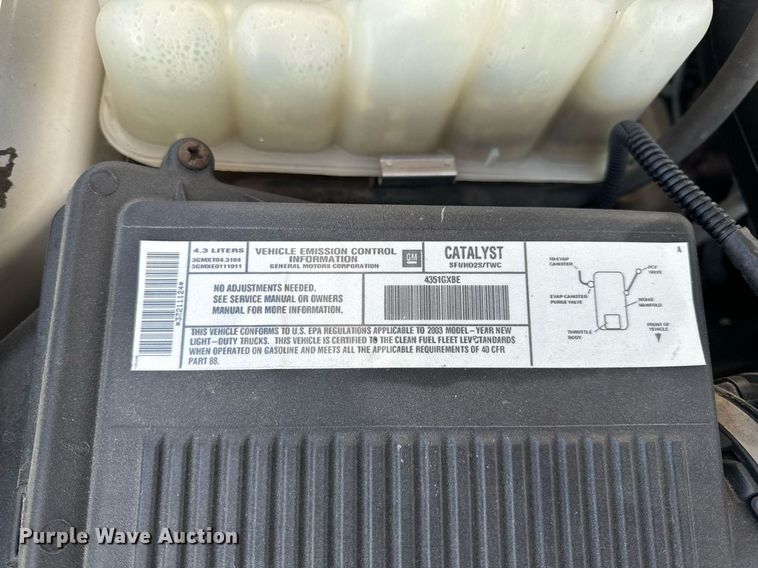 4.3 LITERS
3GMXT04.3184
3GMXE0111911
VEHICLE EMISSION CONTROL
INFORMATION
GENERAL MOTORS CORPORATION
GM
CATALYST
SFI/HO2S/TWC
NO ADJUSTMENTS NEEDED.
SEE SERVICE MANUAL OR OWNERS
MANUAL FOR MORE INFORMATION.
4351GXBE
THIS VEHICLE CONFORMS TO U.S. EPA REGULATIONS APPLICABLE TO 2003 MODEL-YEAR NEW
LIGHT-DUTY TRUCKS. THIS VEHICLE IS CERTIFIED TO THE CLEAN FUEL FLEET LEV STANDARDS
WHEN OPERATED ON GASOLINE AND MEETS ALL THE APPLICABLE REQUIREMENTS OF 40 CFR
PART 88.
TO EVAP
CANISTER
EVAP CANISTER
PURGE VALVE
THROTTLE
BODY
PCV
VALVE
INTAKE
MANIFOLD
FRONT OF
VEHICLE
A
Purple Wave Auction